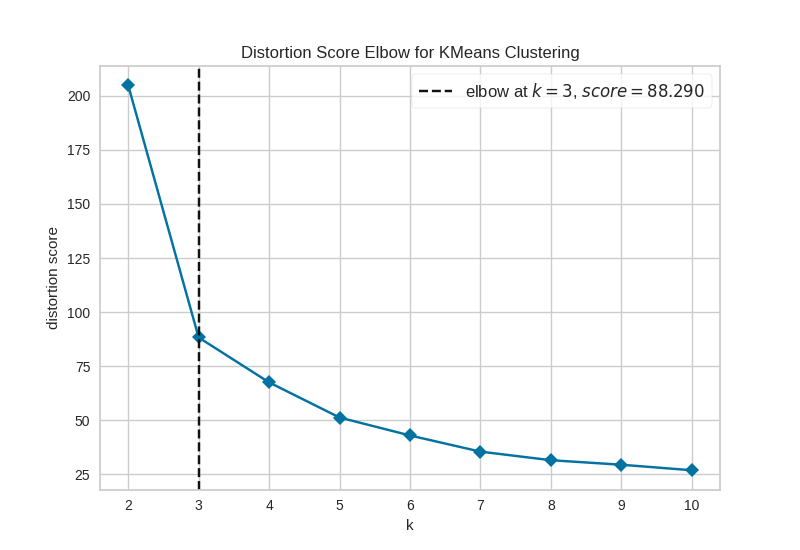 Distortion Score Elbow for KMeans Clustering
elbow at k = 3, score = 88.290
distortion score
200
175
150
125
100
75
50
25
2 3 4 5 6 7 8 9 10
k